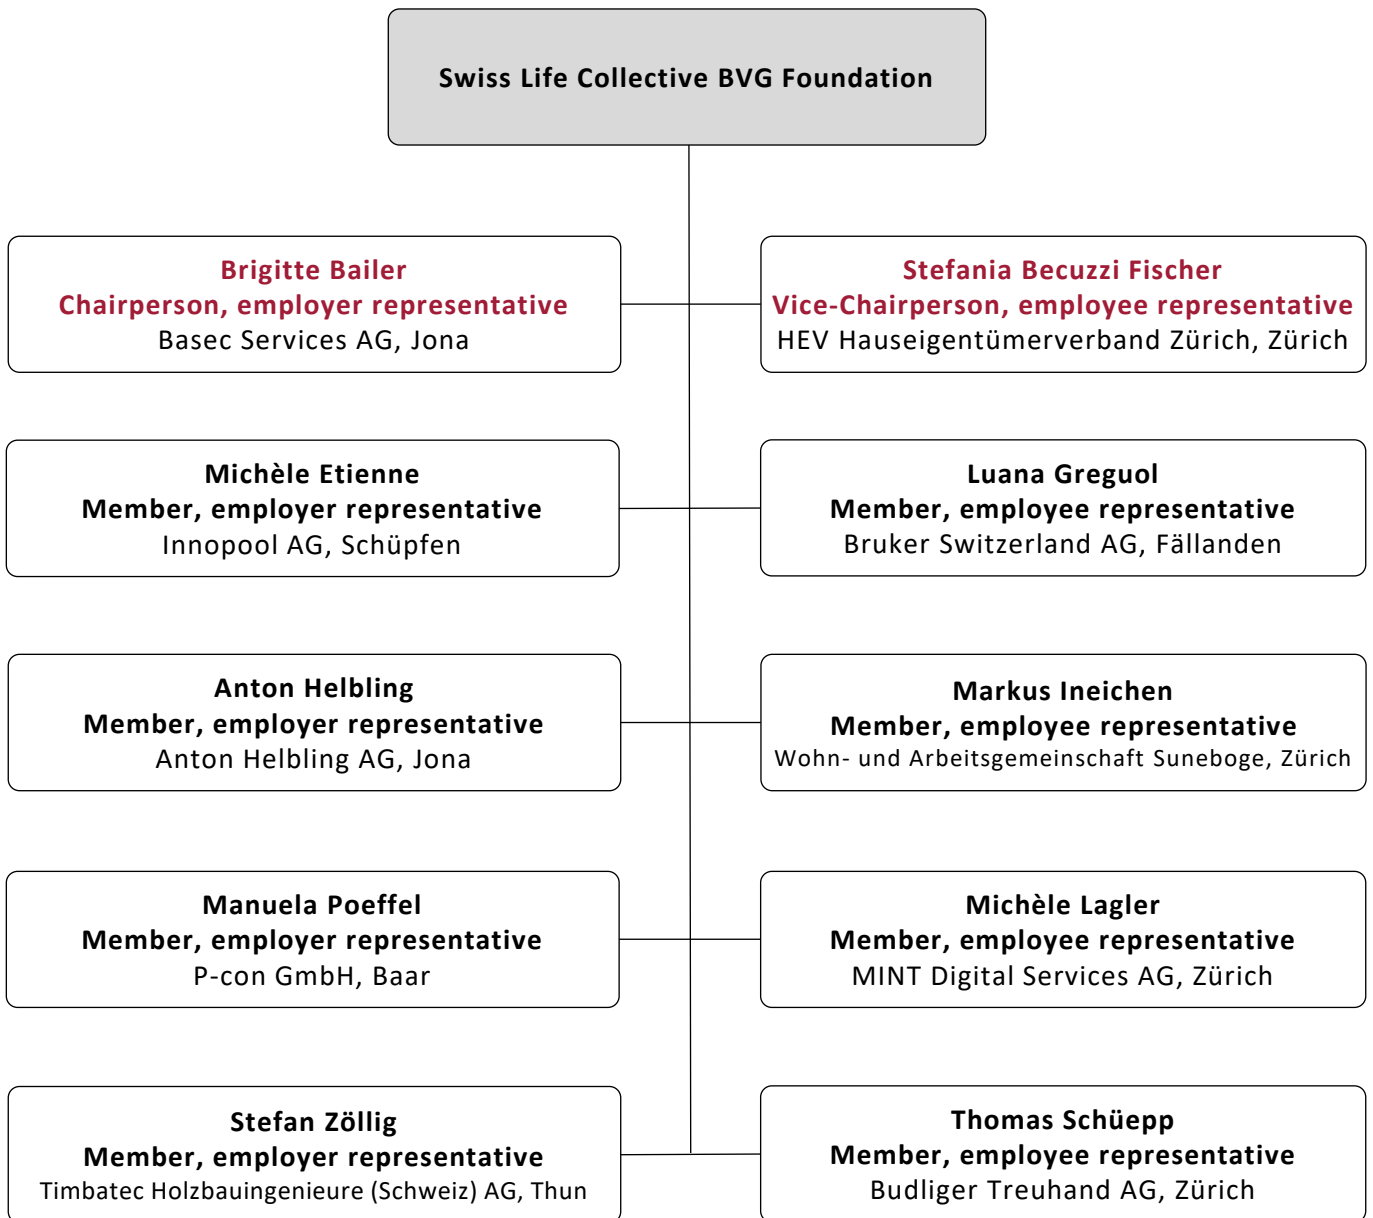 Swiss Life Collective BVG Foundation
Brigitte Bailer
Chairperson, employer representative
Basec Services AG, Jona
Stefania Becuzzi Fischer
Vice-Chairperson, employee representative
HEV Hauseigentümerverband Zürich, Zürich
Michèle Etienne
Member, employer representative
Innopool AG, Schüpfen
Luana Greguol
Member, employee representative
Bruker Switzerland AG, Fällanden
Anton Helbling
Member, employer representative
Anton Helbling AG, Jona
Markus Ineichen
Member, employee representative
Wohn- und Arbeitsgemeinschaft Suneboge, Zürich
Manuela Poeffel
Member, employer representative
P-con GmbH, Baar
Michèle Lagler
Member, employee representative
MINT Digital Services AG, Zürich
Stefan Zöllig
Member, employer representative
Timbatec Holzbauingenieure (Schweiz) AG, Thun
Thomas Schüepp
Member, employee representative
Budliger Treuhand AG, Zürich